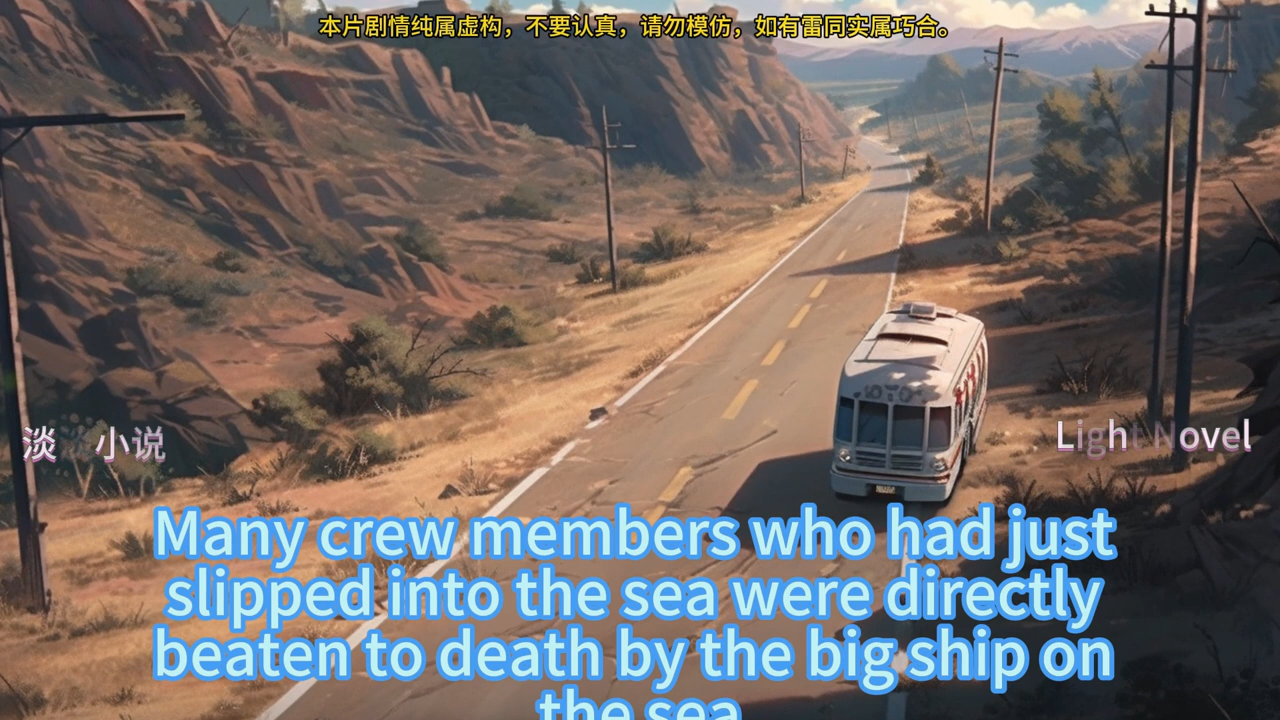 本片剧情纯属虚构，不要认真，请勿模仿，如有雷同实属巧合。
淡淡小说
Light Novel
Many crew members who had just
slipped into the sea were directly
beaten to death by the big ship on
the sea